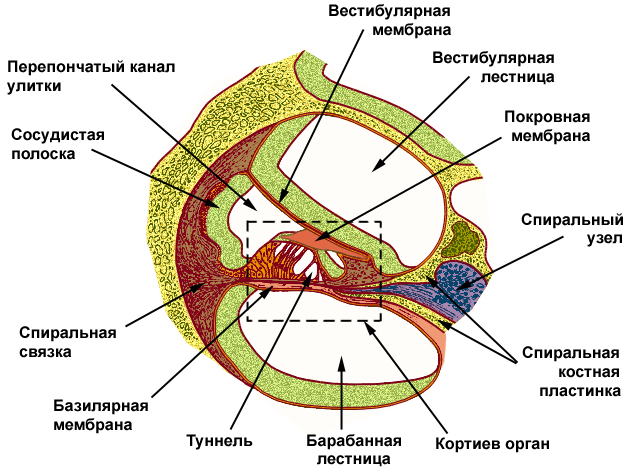 Вестибулярная
мембрана
Вестибулярная
лестница
Перепончатый канал
улитки
Покровная
мембрана
Сосудистая
полоска
Спиральный
узел
Спиральная
связка
Спиральная
костная
пластинка
Базилярная
мембрана
Туннель
Барабанная
лестница
Кортиев орган